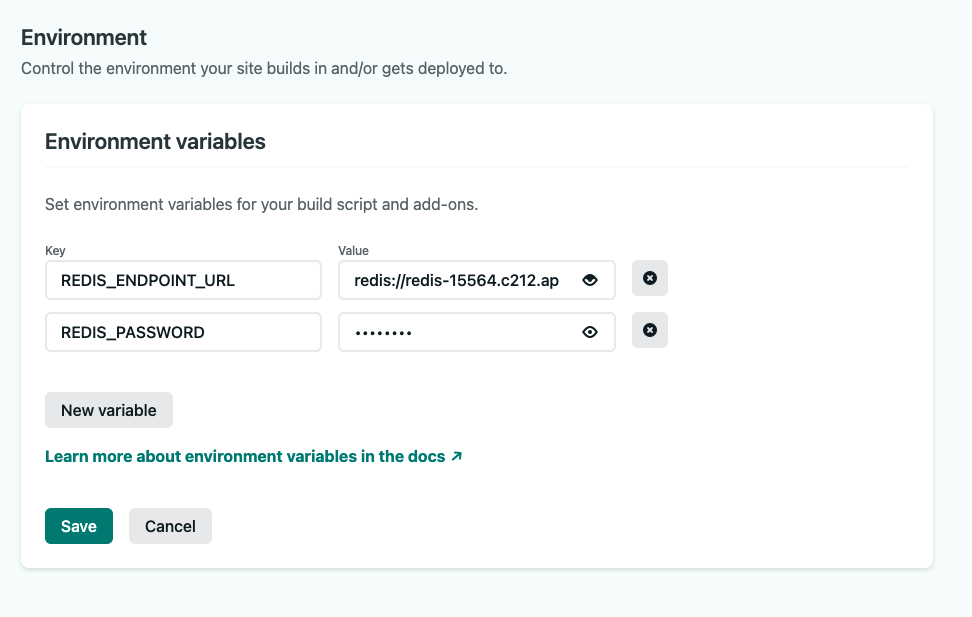 Environment
Control the environment your site builds in and/or gets deployed to.
Environment variables
Set environment variables for your build script and add-ons.
Key Value
REDIS_ENDPOINT_URL redis://redis-15564.c212.ap
REDIS_PASSWORD ••••••••
New variable
Learn more about environment variables in the docs ↗
Save Cancel